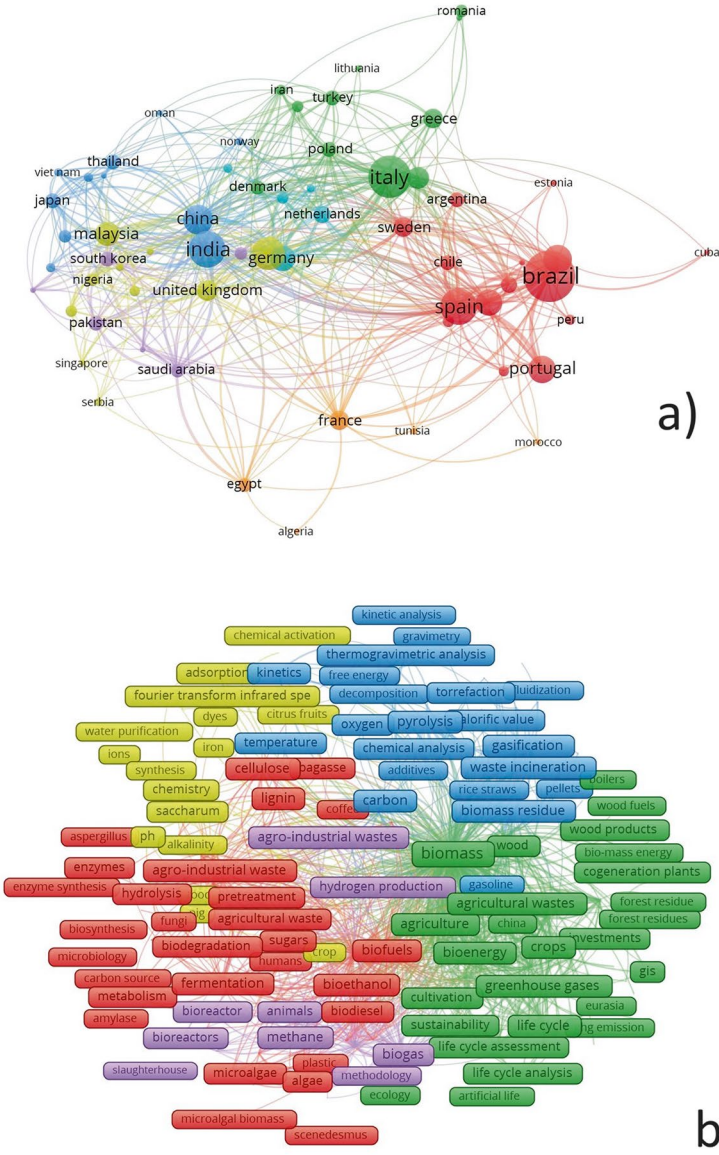 romania
lithuania
iran
turkey
oman
greece
norway
poland
thailand
viet nam
denmark
italy
japan
argentina
estonia
netherlands
china
sweden
malaysia
india
germany
cuba
south korea
chile
brazil
nigeria
united kingdom
spain
pakistan
peru
singapore
saudi arabia
portugal
serbia
france
a)
tunisia
morocco
egypt
algeria
kinetic analysis
chemical activation
gravimetry
thermogravimetric analysis
adsorption
kinetics
free energy
fourier transform infrared spe
decomposition
torrefaction
fluidization
dyes
citrus fruits
oxygen
pyrolysis
calorific value
water purification
iron
temperature
chemical analysis
gasification
ions
synthesis
cellulose
bagasse
additives
waste incineration
boilers
chemistry
lignin
carbon
rice straws
pellets
saccharum
coffee
biomass residue
wood fuels
aspergillus
ph
alkalinity
agro-industrial wastes
biomass
wood
wood products
bio-mass energy
enzymes
agro-industrial waste
cogeneration plants
enzyme synthesis
hydrolysis
pretreatment
hydrogen production
gasoline
agricultural wastes
forest residue
fungi
agricultural waste
agriculture
china
forest residues
biosynthesis
biodegradation
sugars
biofuels
bioenergy
crops
investments
microbiology
humans
crop
gis
carbon source
fermentation
bioethanol
greenhouse gases
metabolism
cultivation
eurasia
amylase
bioreactor
animals
biodiesel
sustainability
life cycle
ng emission
bioreactors
methane
biogas
life cycle assessment
slaughterhouse
microalgae
plastic
algae
methodology
life cycle analysis
ecology
artificial life
microalgal biomass
scenedesmus
b